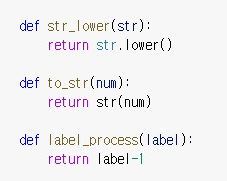 def str_lower(str):
    return str.lower()

def to_str(num):
    return str(num)

def label_process(label):
    return label-1